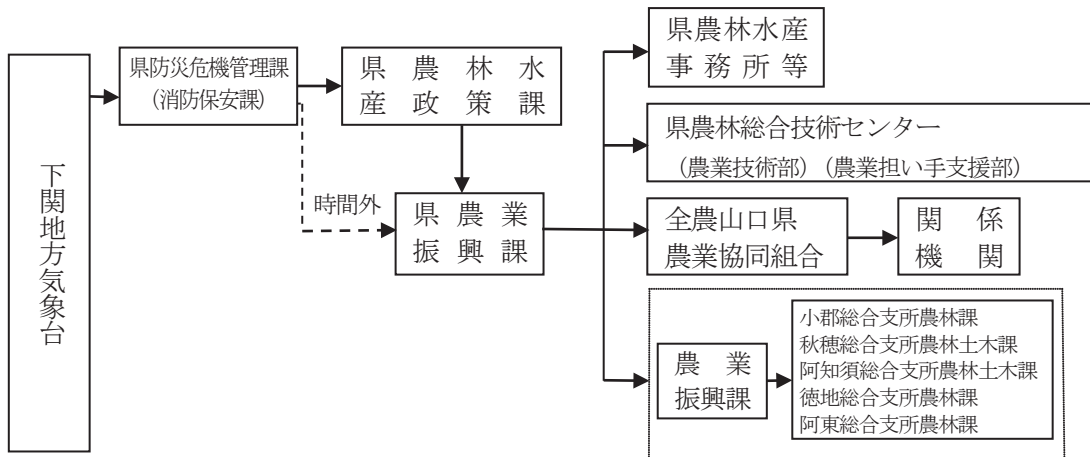 下関地方気象台
県防災危機管理課
(消防保安課)
県農林水
産政策課
時間外
県農業
振興課
県農林水産
事務所等
県農林総合技術センター
(農業技術部)(農業担い手支援部)
全農山口県
農業協同組合
関係
機関
農業
振興課
小郡総合支所農林課
秋穂総合支所農林土木課
阿知須総合支所農林土木課
徳地総合支所農林課
阿東総合支所農林課